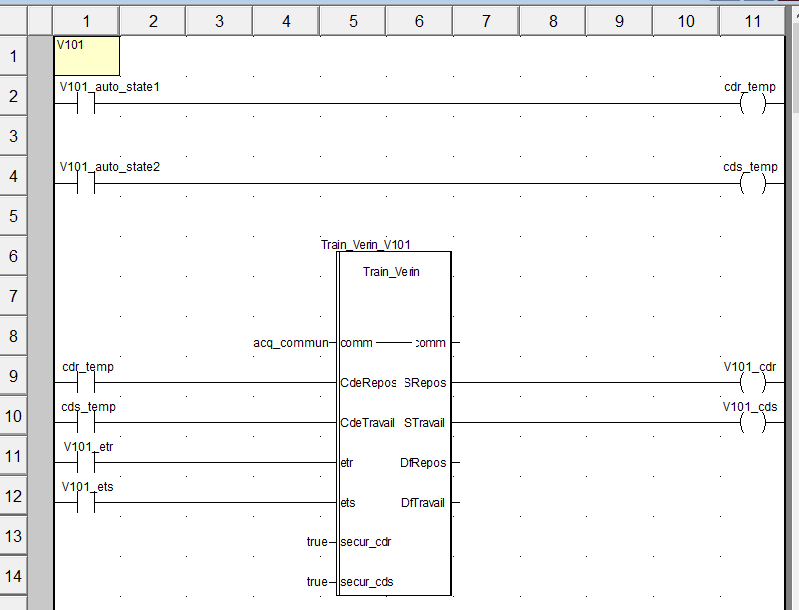 1 2 3 4 5 6 7 8 9 10 11
1 V101
V101_auto_state1 cdr_temp
2
3
V101_auto_state2 cds_temp
4
5
Train_Verin_V101
6 Train_Verin
7
8 acq_commun comm comm
cdr_temp V101_cdr
9 CdeRepos SRepos
cds_temp V101_cds
10 CdeTravail STravail
V101_etr
11 etr DfRepos
V101_ets
12 ets DfTravail
13 true secur_cdr
14 true secur_cds